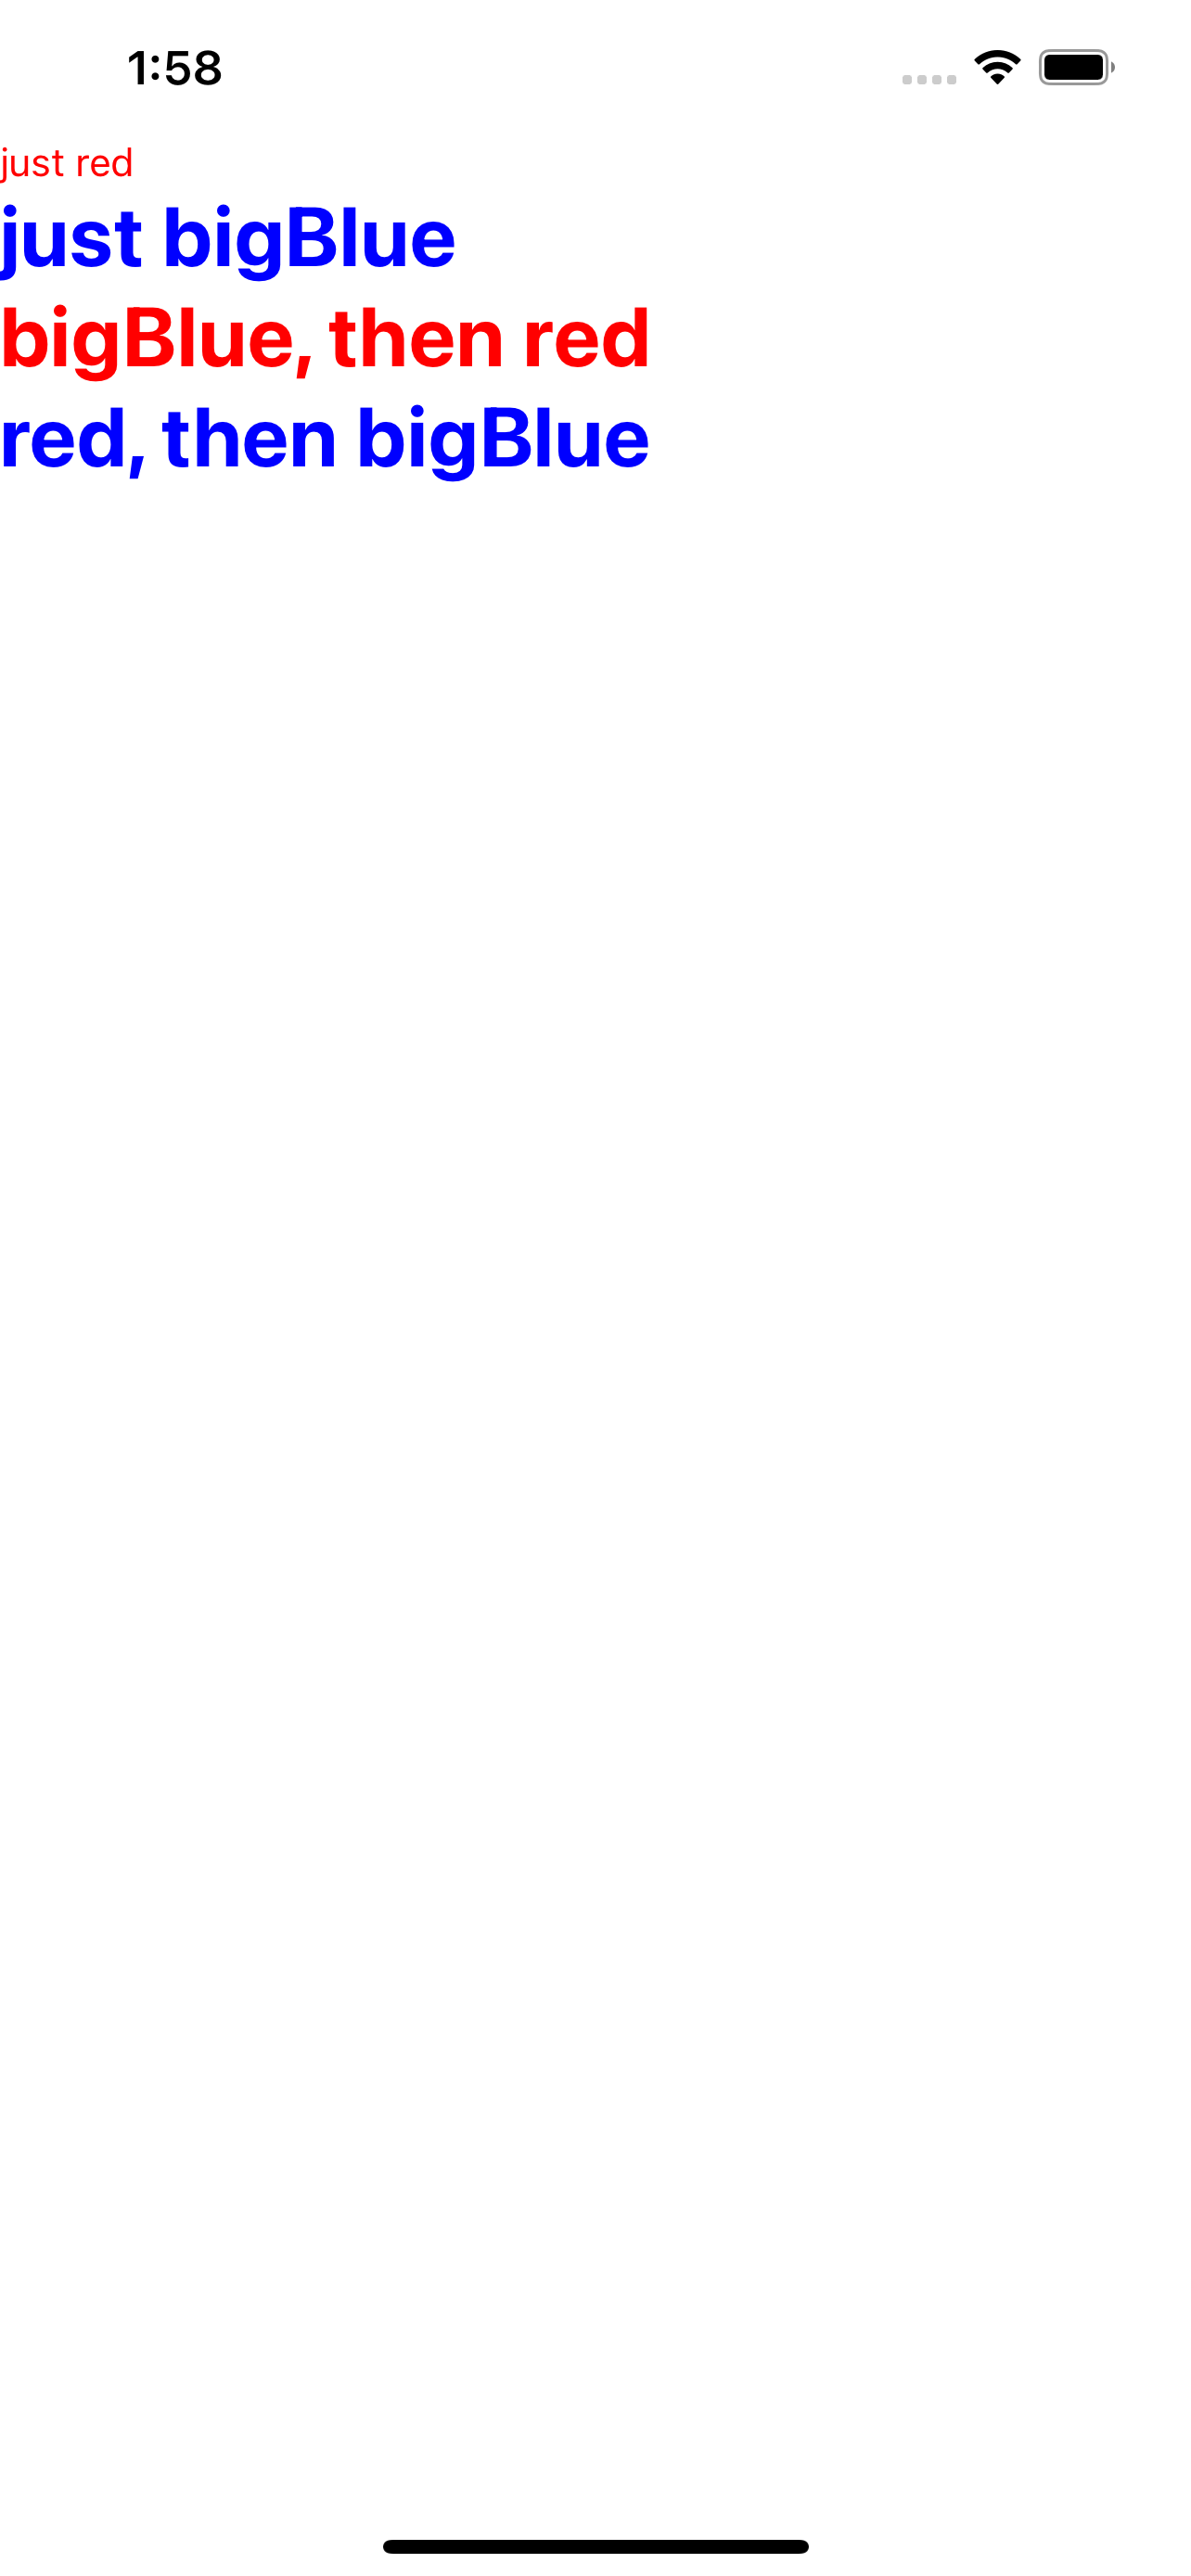 1:58
just red
just bigBlue
bigBlue, then red
red, then bigBlue